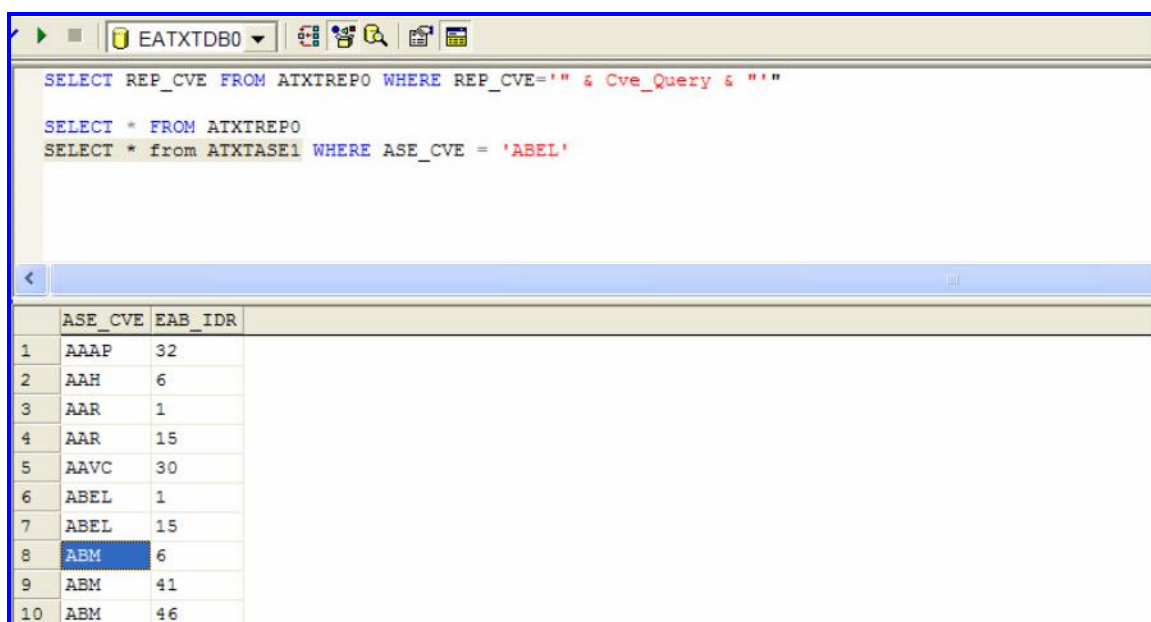 EATXTDB0
SELECT REP_CVE FROM ATXTREP0 WHERE REP_CVE='" & Cve_Query & "'"
SELECT * FROM ATXTREP0
SELECT * from ATXTASE1 WHERE ASE_CVE = 'ABEL'
ASE_CVE EAB_IDR
1 AAAP 32
2 AAH 6
3 AAR 1
4 AAR 15
5 AAVC 30
6 ABEL 1
7 ABEL 15
8 ABM 6
9 ABM 41
10 ABM 46